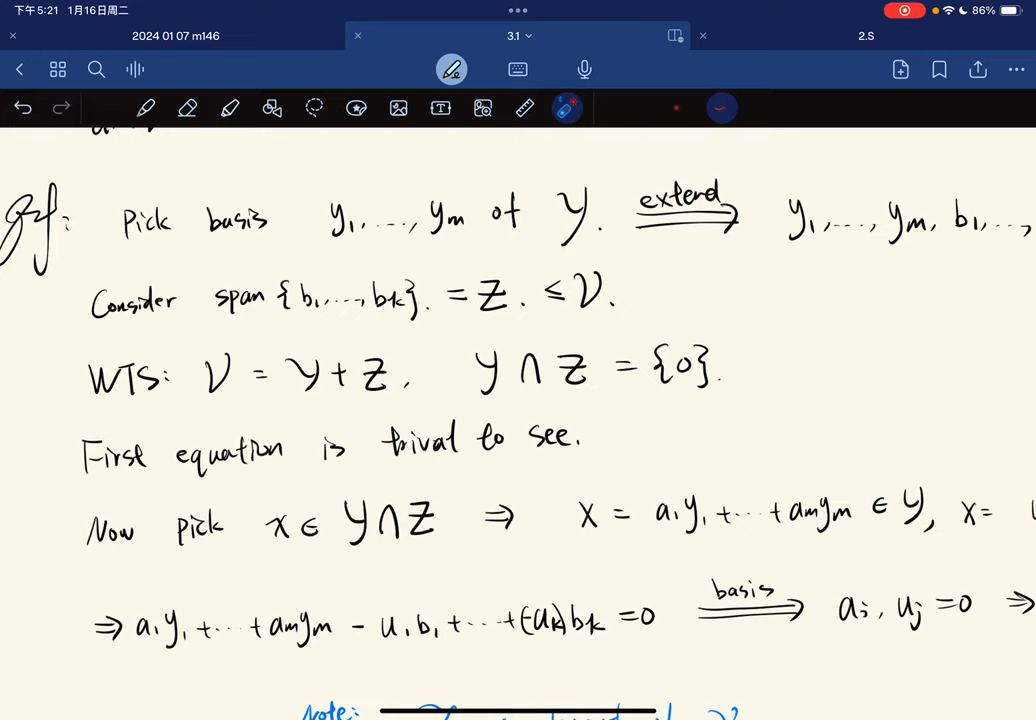 下午5:21 1月16日周二
86%
2024 01 07 m146
3.1
2.S
Pick basis y₁,...., yₘ of Y. extend ⟹ y₁,...., yₘ, b₁,....,
Consider span{b₁,....,bₖ}. = Z. ≤ V.
WTS: V = Y + Z, Y ∩ Z = {0}.
First equation is trival to see.
Now pick x ∈ Y ∩ Z ⇒ x = a₁y₁ + ... + aₘyₘ ∈ Y, x =
⇒ a₁y₁ + ... + aₘyₘ - u₁b₁ + ... + (-uₖ)bₖ = 0 basis ⟹ aᵢ, uⱼ = 0 ⇒
Note: